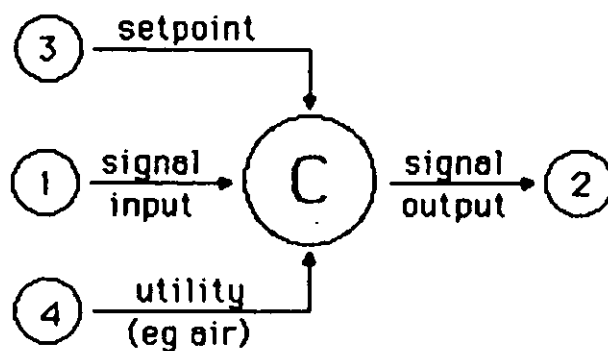 3
setpoint
1
signal
input
C
signal
output
2
4
utility
(eg air)